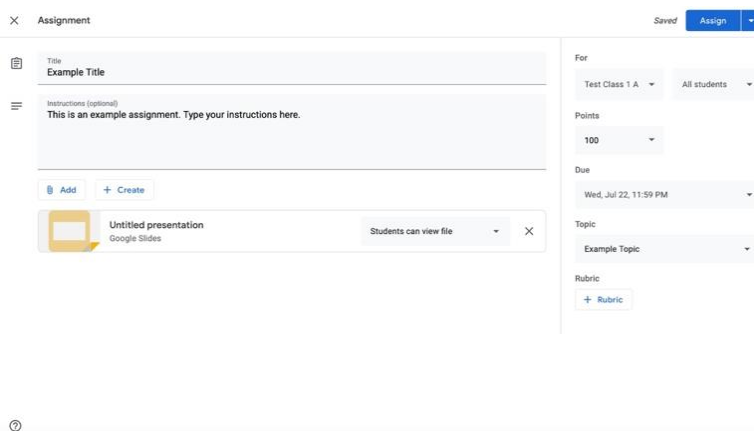 Assignment
Saved
Assign
Title
Example Title
Instructions (optional)
This is an example assignment. Type your instructions here.
Add
+ Create
Untitled presentation
Google Slides
Students can view file
For
Test Class 1 A
All students
Points
100
Due
Wed, Jul 22, 11:59 PM
Topic
Example Topic
Rubric
+ Rubric